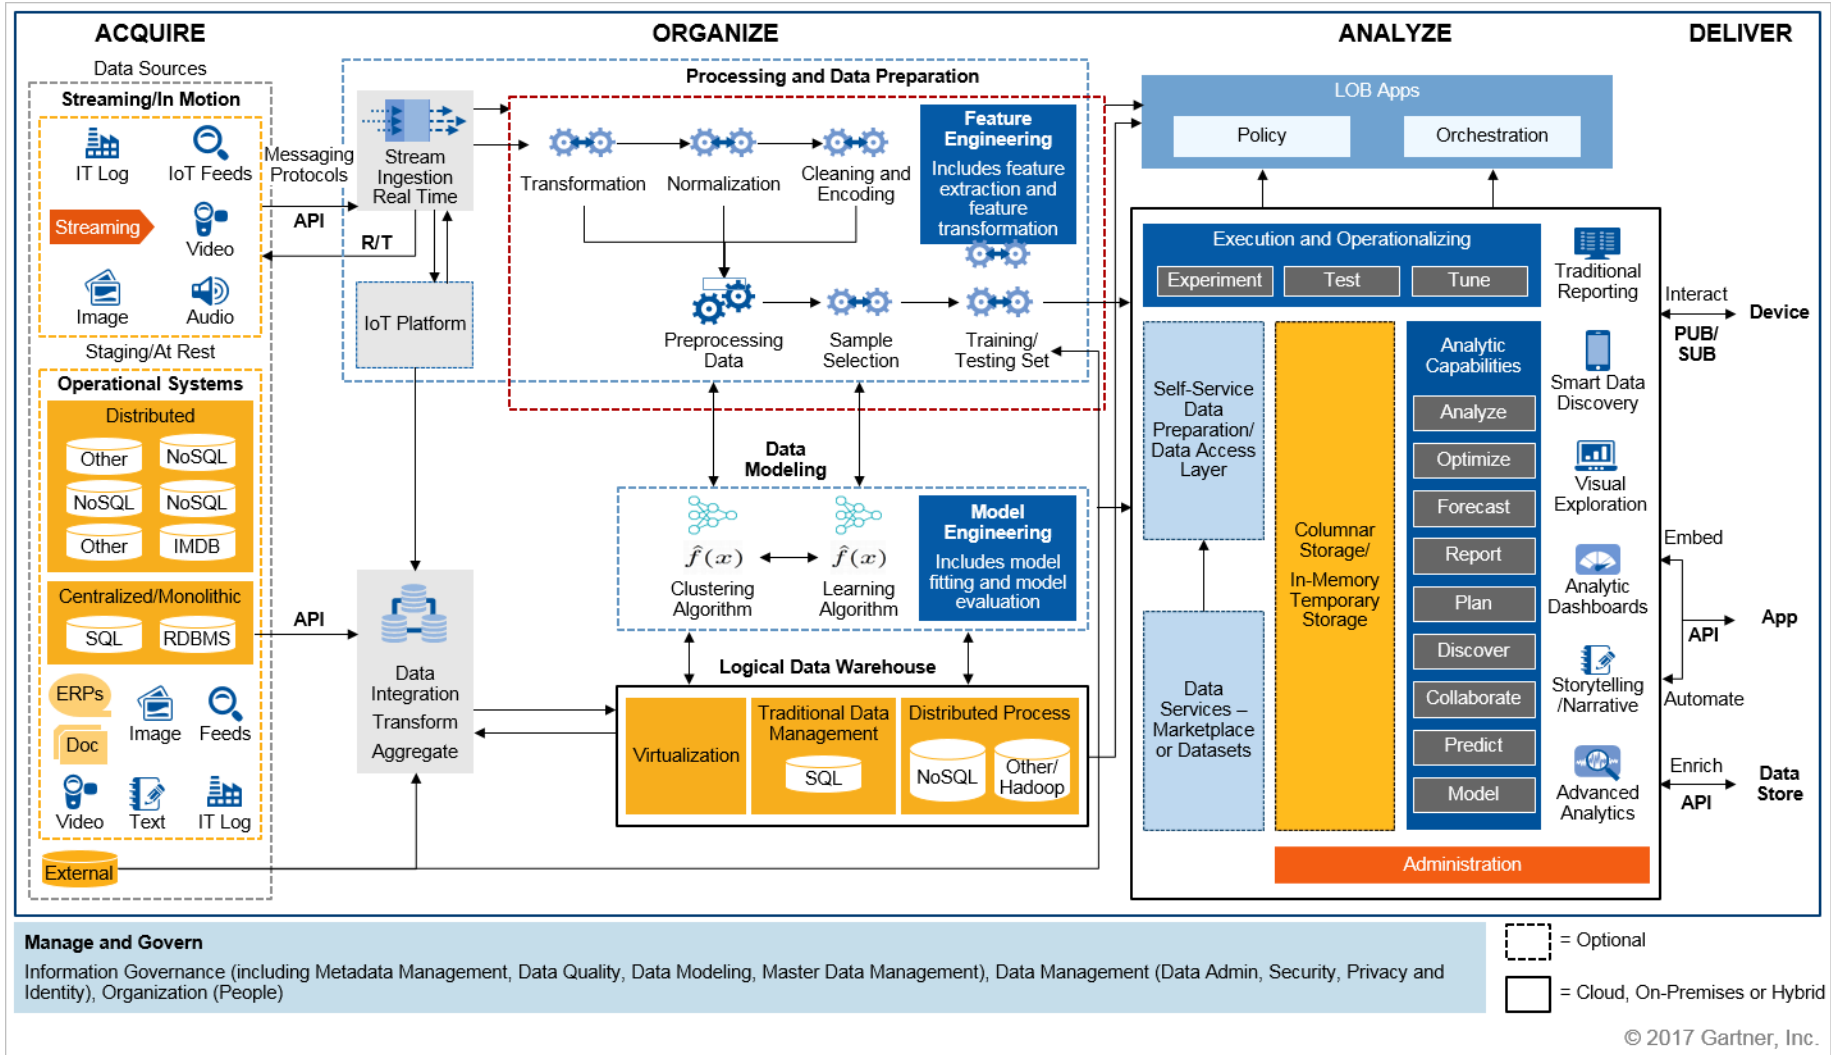 ACQUIRE
ORGANIZE
ANALYZE
DELIVER
Data Sources
Streaming/In Motion
IT Log
IoT Feeds
Streaming
Video
Image
Audio
Staging/At Rest
Operational Systems
Distributed
Other
NoSQL
NoSQL
NoSQL
Other
IMDB
Centralized/Monolithic
SQL
RDBMS
ERPs
Doc
Image
Feeds
Video
Text
IT Log
External
Messaging
Protocols
API
R/T
API
Stream
Ingestion
Real Time
IoT Platform
Data
Integration
Transform
Aggregate
Processing and Data Preparation
Transformation
Normalization
Cleaning and
Encoding
Feature
Engineering
Includes feature
extraction and
feature
transformation
Preprocessing
Data
Sample
Selection
Training/
Testing Set
Data
Modeling
f̂(x)
Clustering
Algorithm
f̂(x)
Learning
Algorithm
Model
Engineering
Includes model
fitting and model
evaluation
Logical Data Warehouse
Virtualization
Traditional Data
Management
SQL
Distributed Process
NoSQL
Other/
Hadoop
LOB Apps
Policy
Orchestration
Execution and Operationalizing
Experiment
Test
Tune
Self-Service
Data
Preparation/
Data Access
Layer
Data
Services –
Marketplace
or Datasets
Columnar
Storage/
In-Memory
Temporary
Storage
Analytic
Capabilities
Analyze
Optimize
Forecast
Report
Plan
Discover
Collaborate
Predict
Model
Traditional
Reporting
Smart Data
Discovery
Visual
Exploration
Analytic
Dashboards
Storytelling
/Narrative
Advanced
Analytics
Administration
Interact
PUB/
SUB
Device
Embed
API
App
Automate
Enrich
API
Data
Store
Manage and Govern
Information Governance (including Metadata Management, Data Quality, Data Modeling, Master Data Management), Data Management (Data Admin, Security, Privacy and
Identity), Organization (People)
= Optional
= Cloud, On-Premises or Hybrid
© 2017 Gartner, Inc.